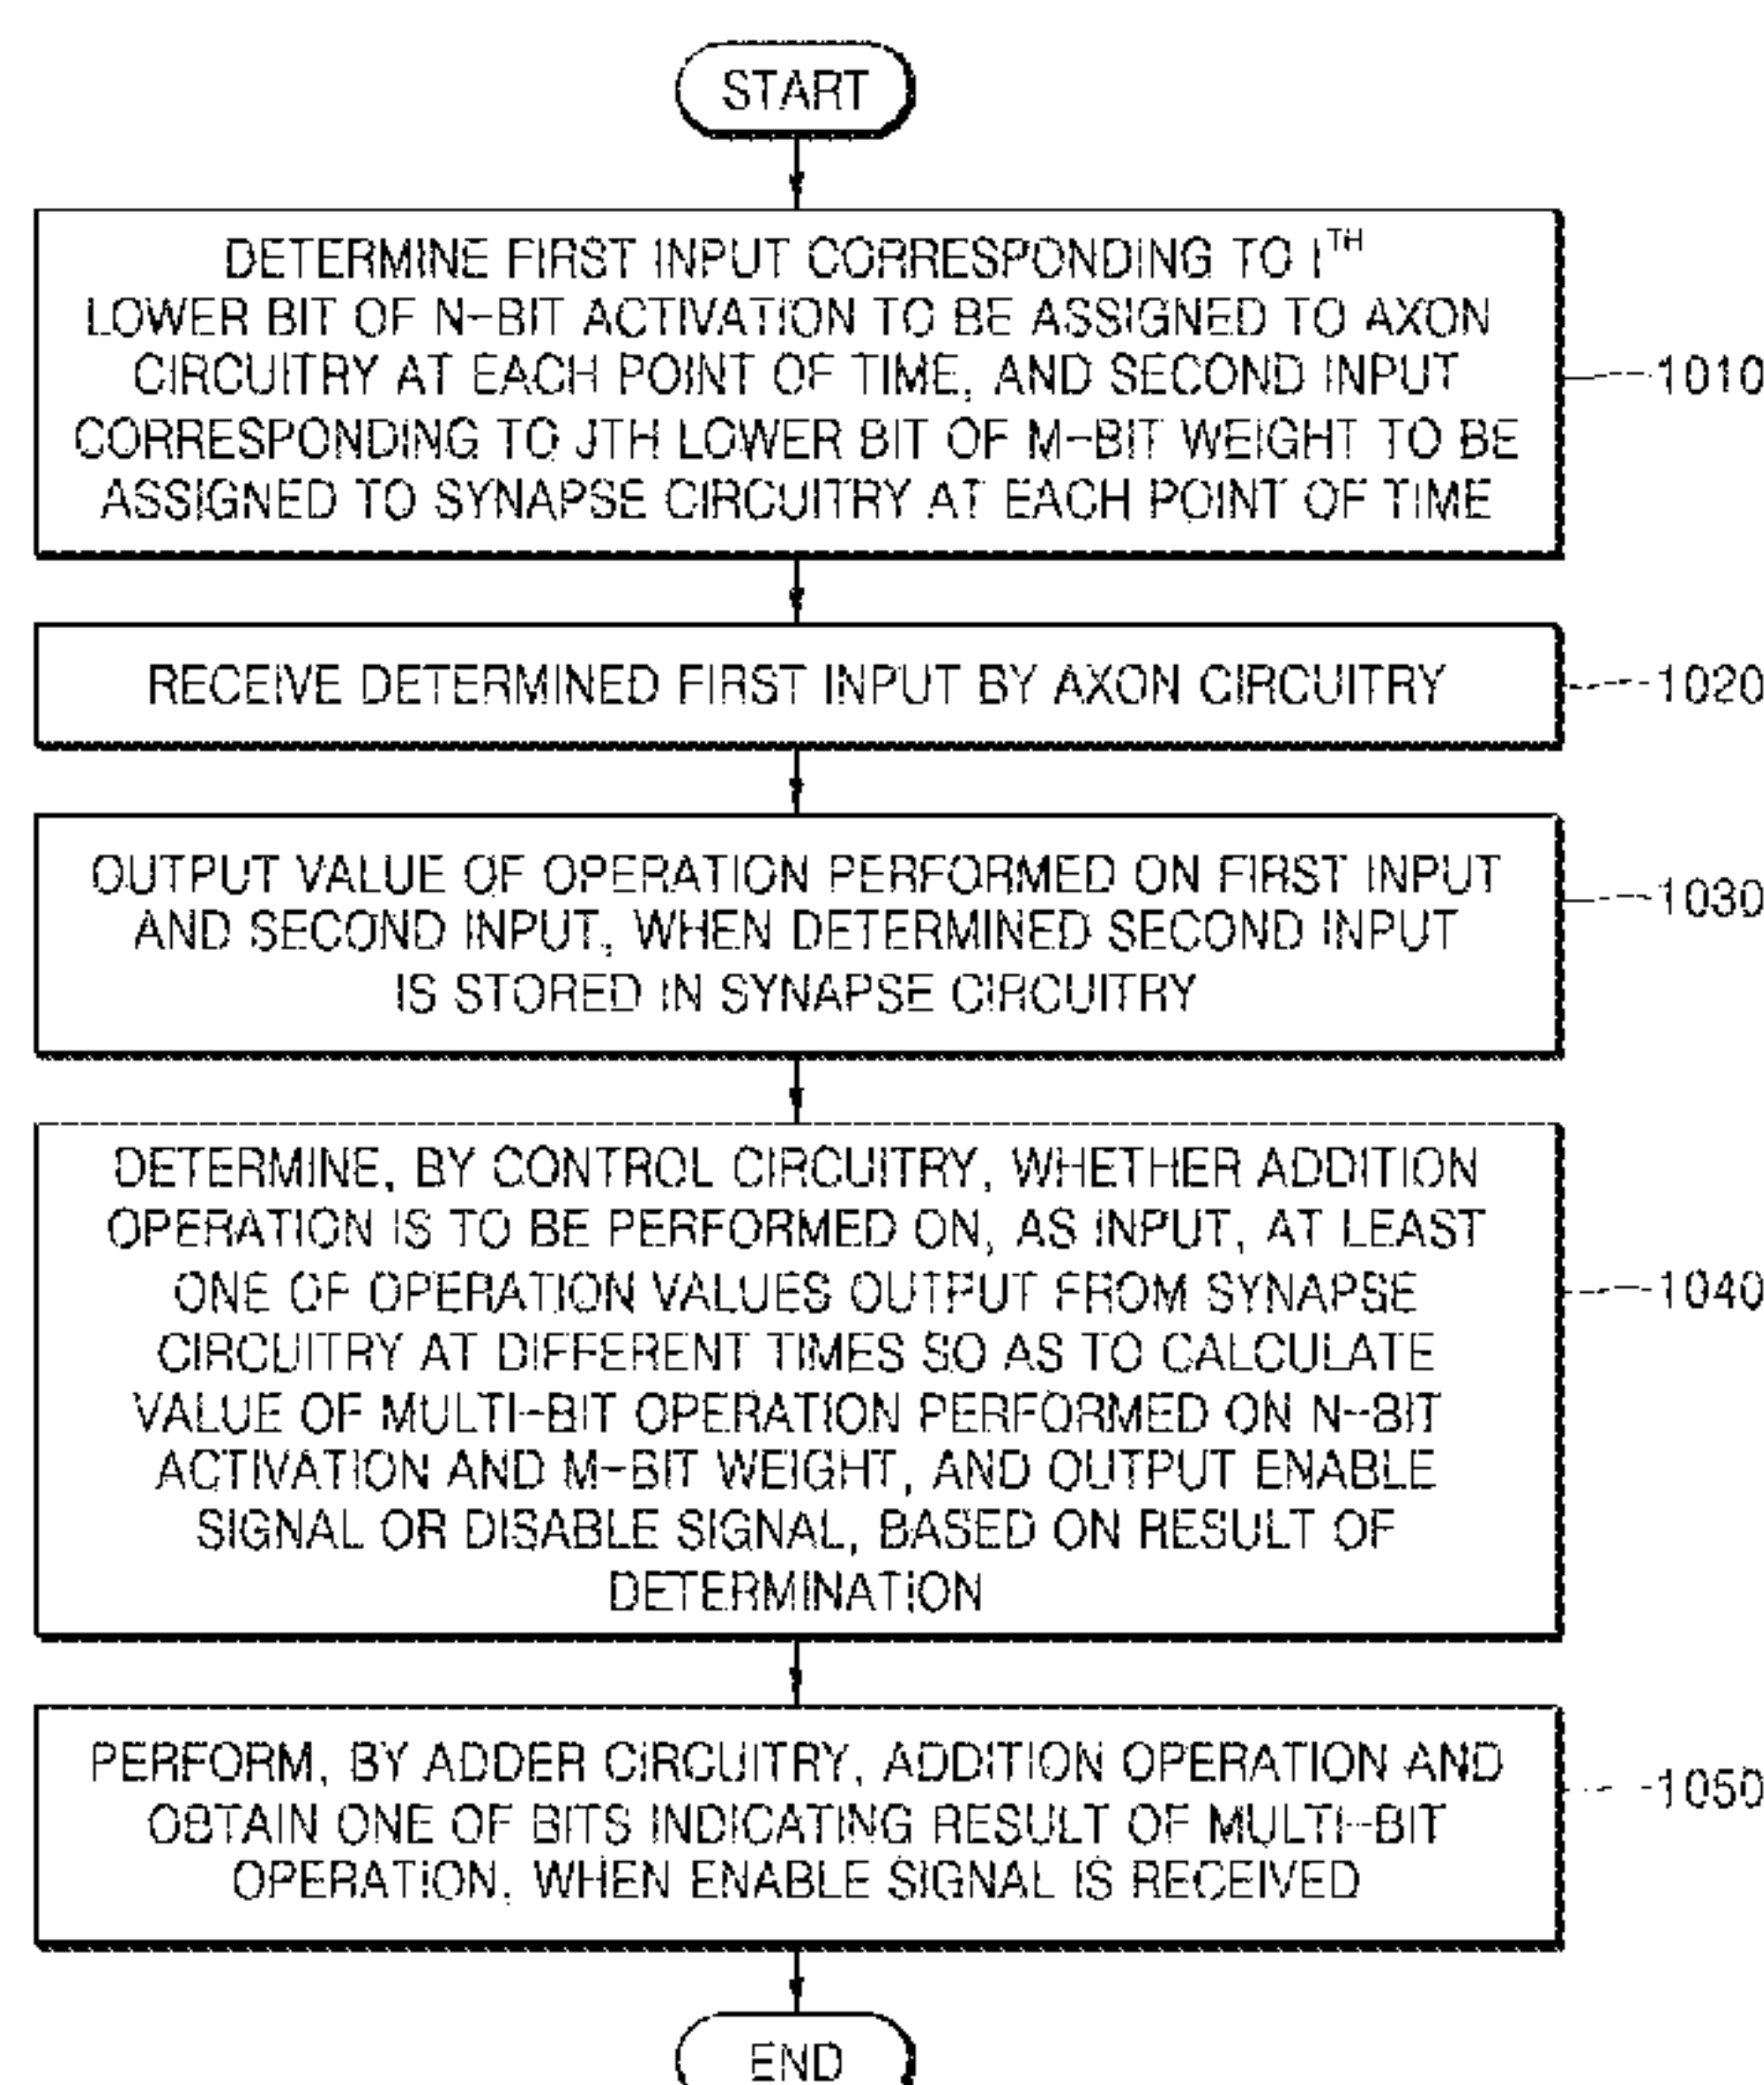 START
DETERMINE FIRST INPUT CORRESPONDING TO ITH
LOWER BIT OF N-BIT ACTIVATION TO BE ASSIGNED TO AXON
CIRCUITRY AT EACH POINT OF TIME, AND SECOND INPUT
CORRESPONDING TO JTH LOWER BIT OF M-BIT WEIGHT TO BE
ASSIGNED TO SYNAPSE CIRCUITRY AT EACH POINT OF TIME
1010
RECEIVE DETERMINED FIRST INPUT BY AXON CIRCUITRY
1020
OUTPUT VALUE OF OPERATION PERFORMED ON FIRST INPUT
AND SECOND INPUT, WHEN DETERMINED SECOND INPUT
IS STORED IN SYNAPSE CIRCUITRY
1030
DETERMINE, BY CONTROL CIRCUITRY, WHETHER ADDITION
OPERATION IS TO BE PERFORMED ON, AS INPUT, AT LEAST
ONE OF OPERATION VALUES OUTPUT FROM SYNAPSE
CIRCUITRY AT DIFFERENT TIMES SO AS TO CALCULATE
VALUE OF MULTI-BIT OPERATION PERFORMED ON N-BIT
ACTIVATION AND M-BIT WEIGHT, AND OUTPUT ENABLE
SIGNAL OR DISABLE SIGNAL, BASED ON RESULT OF
DETERMINATION
1040
PERFORM, BY ADDER CIRCUITRY, ADDITION OPERATION AND
OBTAIN ONE OF BITS INDICATING RESULT OF MULTI-BIT
OPERATION, WHEN ENABLE SIGNAL IS RECEIVED
1050
END